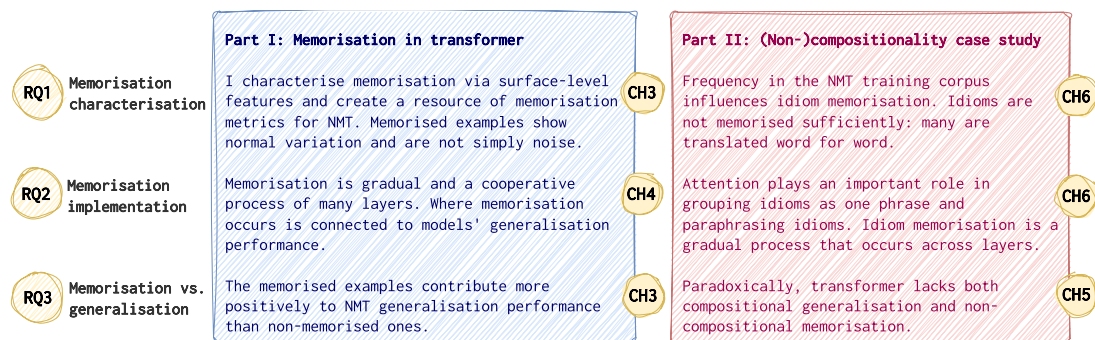 Part I: Memorisation in transformer
Part II: (Non-)compositionality case study
RQ1
Memorisation
characterisation
I characterise memorisation via surface-level
features and create a resource of memorisation
metrics for NMT. Memorised examples show
normal variation and are not simply noise.
CH3
Frequency in the NMT training corpus
influences idiom memorisation. Idioms are
not memorised sufficiently: many are
translated word for word.
CH6
RQ2
Memorisation
implementation
Memorisation is gradual and a cooperative
process of many layers. Where memorisation
occurs is connected to models' generalisation
performance.
CH4
Attention plays an important role in
grouping idioms as one phrase and
paraphrasing idioms. Idiom memorisation is a
gradual process that occurs across layers.
CH6
RQ3
Memorisation vs.
generalisation
The memorised examples contribute more
positively to NMT generalisation performance
than non-memorised ones.
CH3
Paradoxically, transformer lacks both
compositional generalisation and non-
compositional memorisation.
CH5